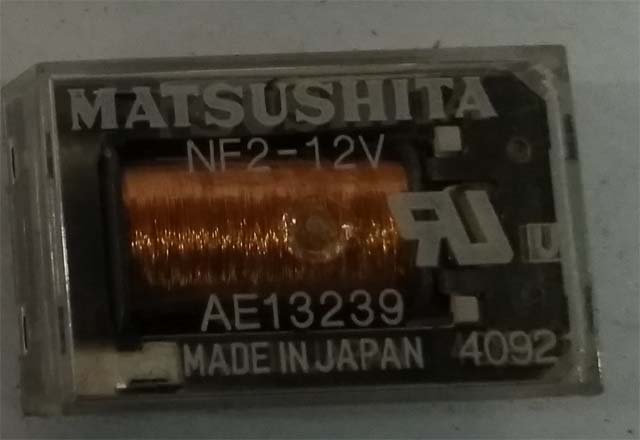 MATSUSHITA
NF2-12V
AE13239
MADE IN JAPAN 4092